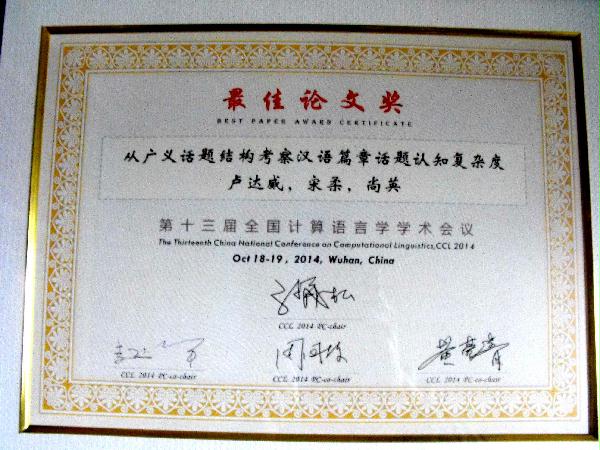 最佳论文奖
BEST PAPER AWARD CERTIFICATE
从广义话题结构考察汉语篇章话题认知复杂度
卢达威，宋柔，尚英
第十三届全国计算语言学学术会议
The Thirteenth China National Conference on Computational Linguistics, CCL 2014
Oct 18-19, 2014, Wuhan, China
CCL 2014 PC-chair
CCL 2014 PC-co-chair
CCL 2014 PC-co-chair
CCL 2014 PC-co-chair